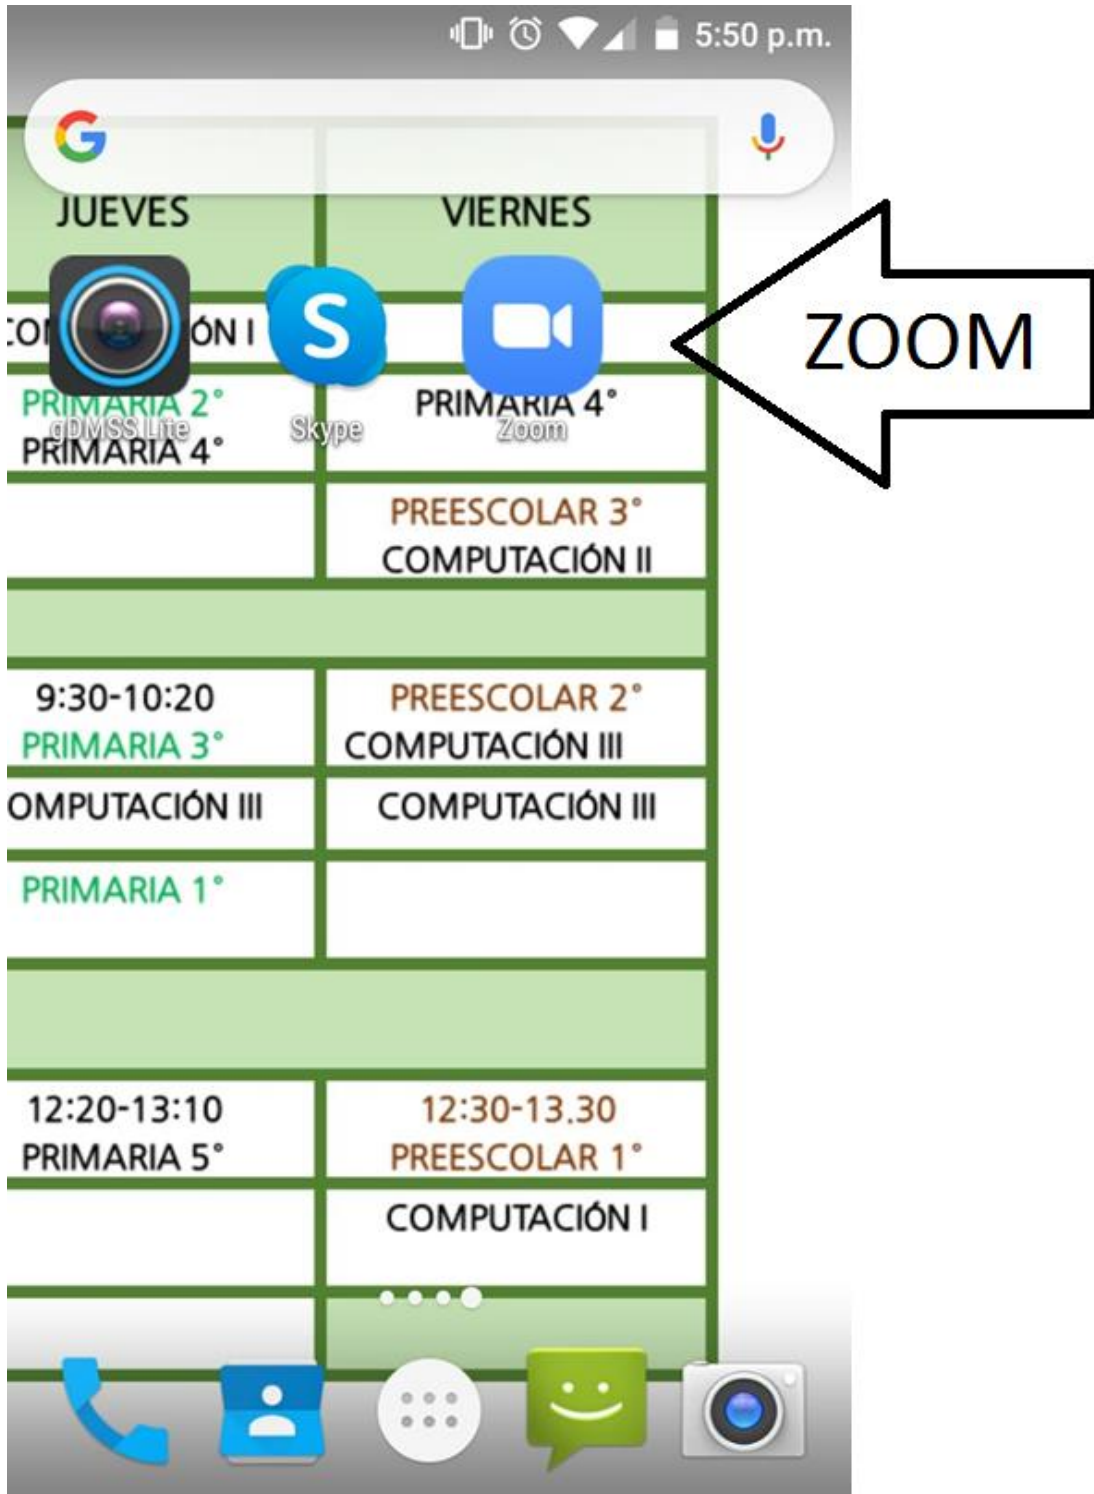 5:50 p.m.
JUEVES
VIERNES
ZOOM
ÓN I
PRIMARIA 2°
PRIMARIA 4°
PRIMARIA 4°
gDMSS Lite
Skype
Zoom
PREESCOLAR 3°
COMPUTACIÓN II
9:30-10:20
PRIMARIA 3°
PREESCOLAR 2°
COMPUTACIÓN III
OMPUTACIÓN III
COMPUTACIÓN III
PRIMARIA 1°
12:20-13:10
PRIMARIA 5°
12:30-13.30
PREESCOLAR 1°
COMPUTACIÓN I